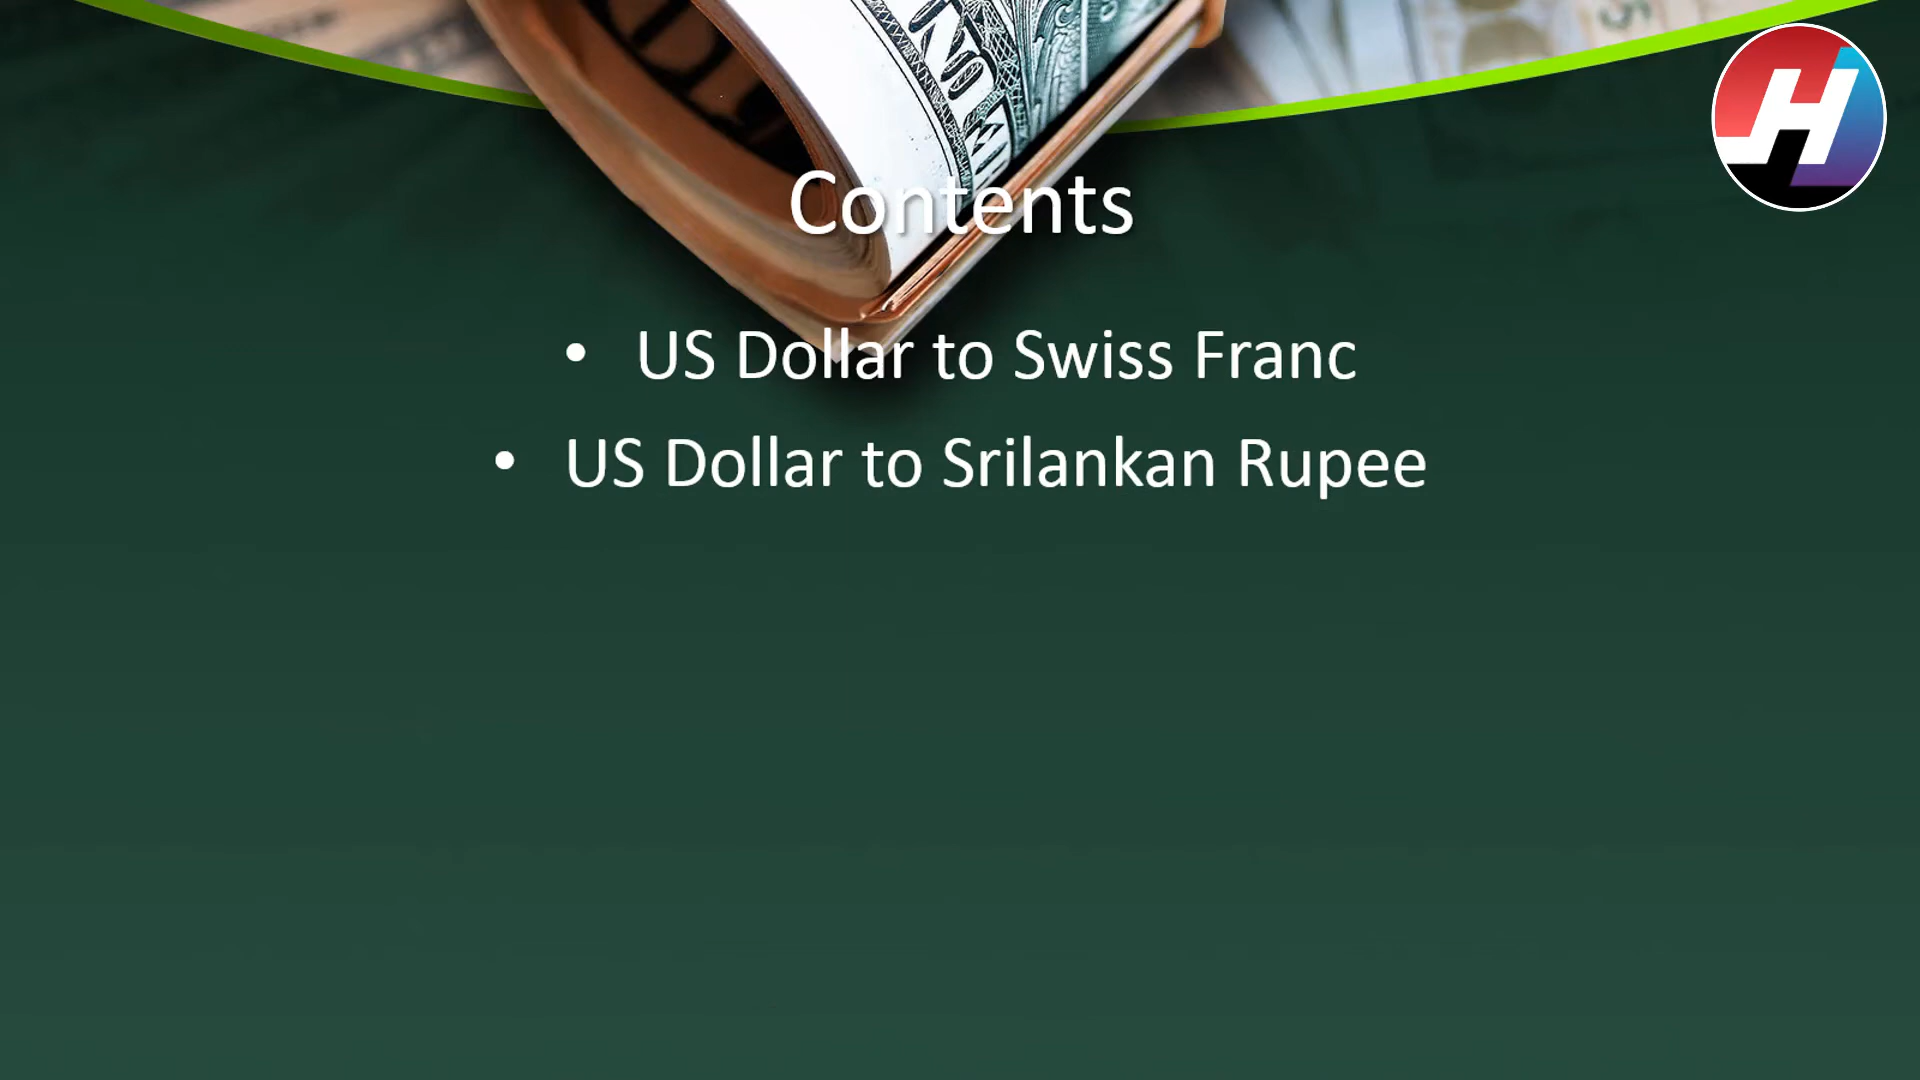 Contents
• US Dollar to Swiss Franc
• US Dollar to Srilankan Rupee